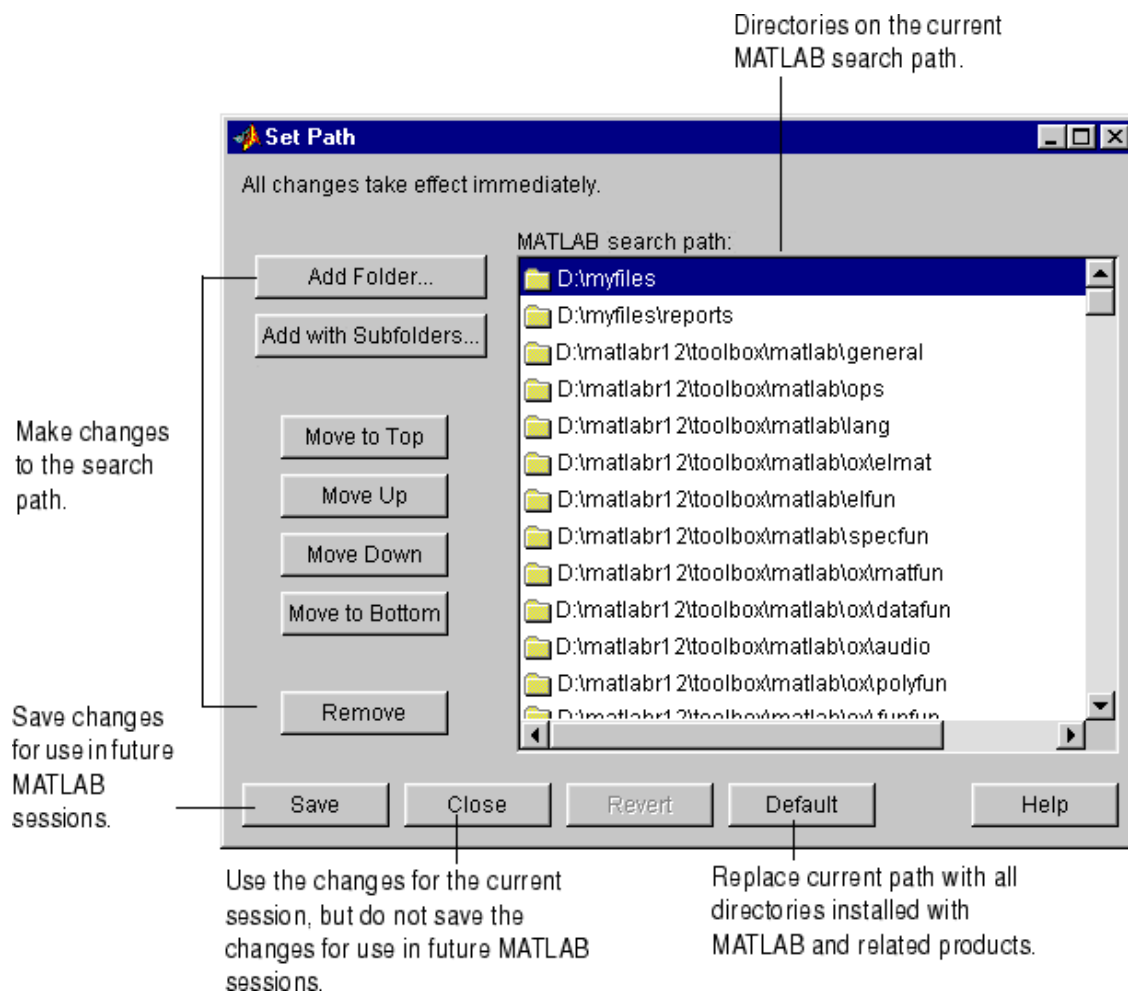 Directories on the current
MATLAB search path.
Set Path
All changes take effect immediately.
MATLAB search path:
Add Folder...
Add with Subfolders...
Move to Top
Move Up
Move Down
Move to Bottom
Remove
D:\myfiles
D:\myfiles\reports
D:\matlabr12\toolbox\matlab\general
D:\matlabr12\toolbox\matlab\ops
D:\matlabr12\toolbox\matlab\lang
D:\matlabr12\toolbox\matlab\ox\elmat
D:\matlabr12\toolbox\matlab\elfun
D:\matlabr12\toolbox\matlab\specfun
D:\matlabr12\toolbox\matlab\ox\matfun
D:\matlabr12\toolbox\matlab\ox\datafun
D:\matlabr12\toolbox\matlab\ox\audio
D:\matlabr12\toolbox\matlab\ox\polyfun
D:\matlabr12\toolbox\matlab\ox\funfun
Make changes
to the search
path.
Save changes
for use in future
MATLAB
sessions.
Save
Close
Revert
Default
Help
Use the changes for the current
session, but do not save the
changes for use in future MATLAB
sessions.
Replace current path with all
directories installed with
MATLAB and related products.